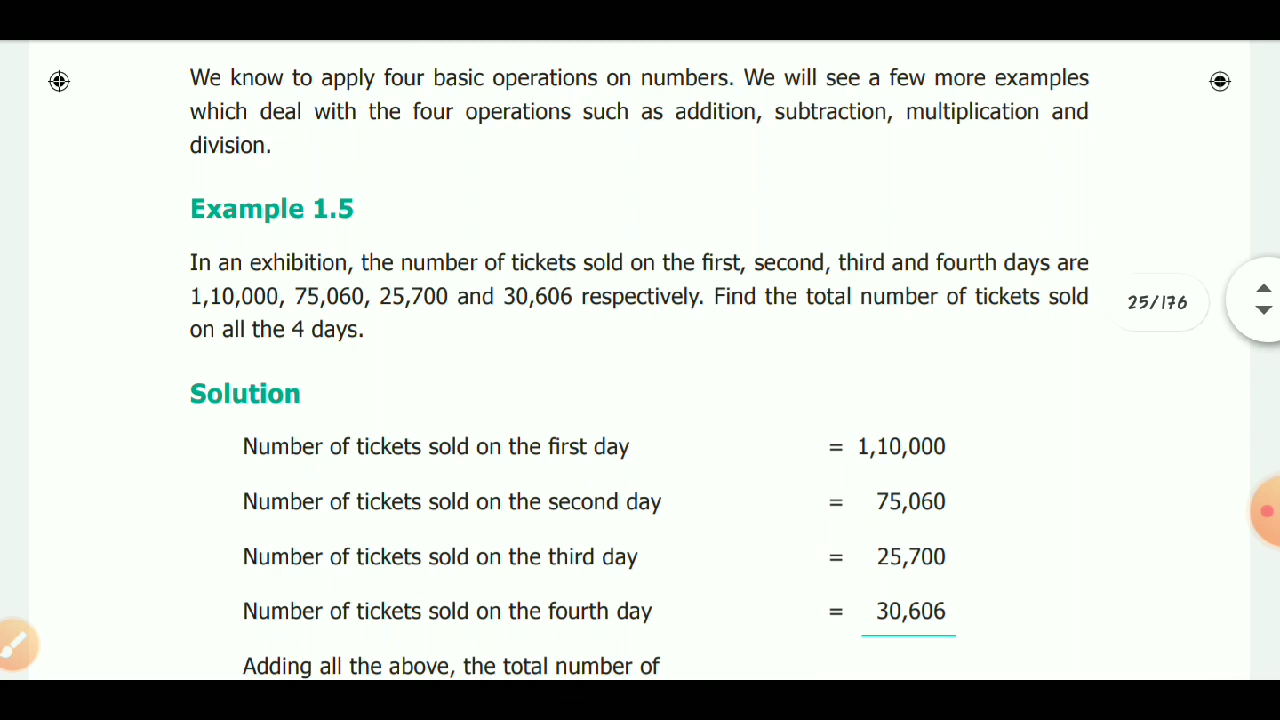 We know to apply four basic operations on numbers. We will see a few more examples
which deal with the four operations such as addition, subtraction, multiplication and
division.
Example 1.5
In an exhibition, the number of tickets sold on the first, second, third and fourth days are
1,10,000, 75,060, 25,700 and 30,606 respectively. Find the total number of tickets sold
on all the 4 days.
25/176
Solution
Number of tickets sold on the first day = 1,10,000
Number of tickets sold on the second day = 75,060
Number of tickets sold on the third day = 25,700
Number of tickets sold on the fourth day = 30,606
Adding all the above, the total number of